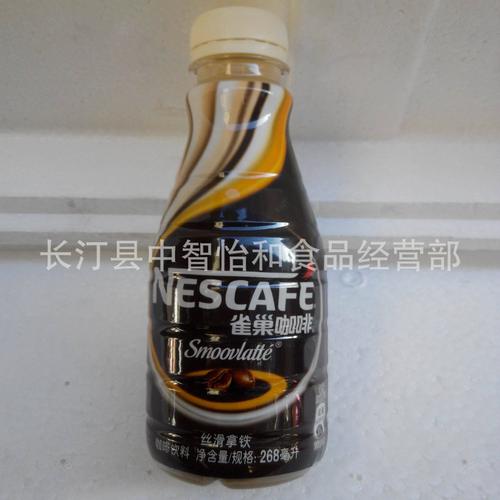 长汀县中智怡和食品经营部
NESCAFE
雀巢咖啡
Smoovlatté®
丝滑拿铁
咖啡饮料 净含量/规格: 268毫升